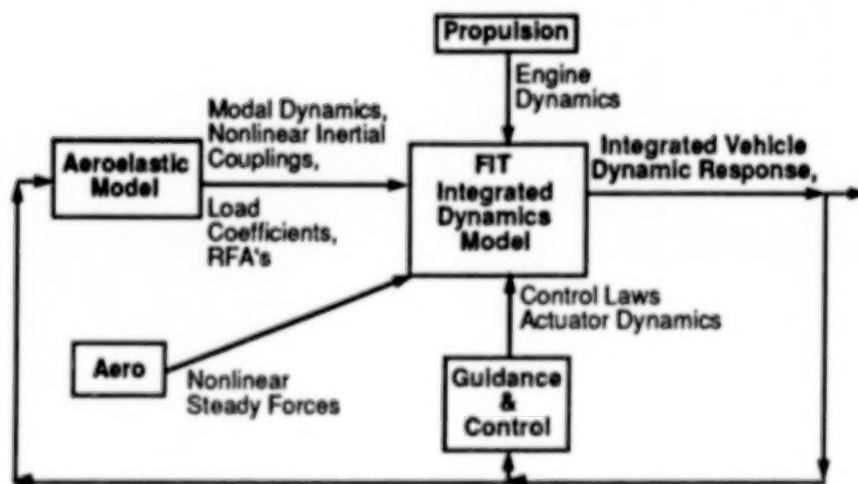 Propulsion
Engine
Dynamics
Modal Dynamics,
Nonlinear Inertial
Couplings,
Aeroelastic
Model
Load
Coefficients,
RFA's
FIT
Integrated
Dynamics
Model
Integrated Vehicle
Dynamic Response,
Control Laws
Actuator Dynamics
Aero
Nonlinear
Steady Forces
Guidance
&
Control